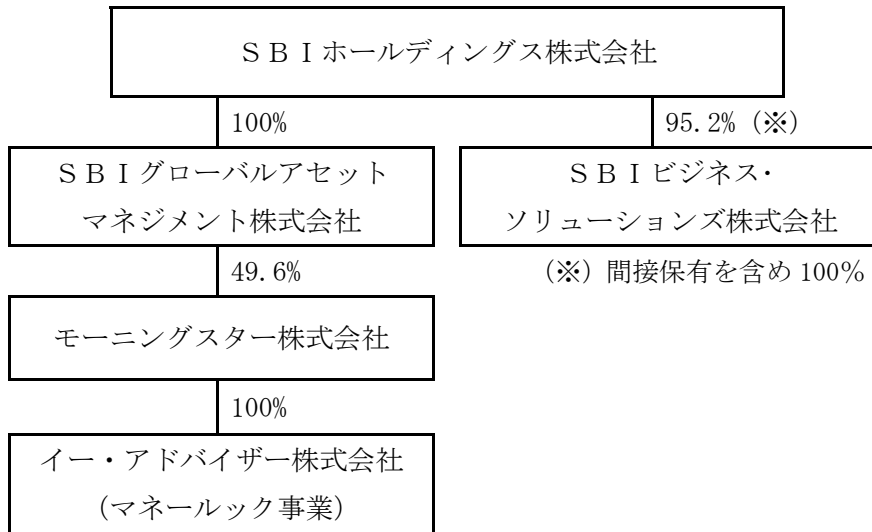 ＳＢＩホールディングス株式会社
100%
95.2%（※）
ＳＢＩグローバルアセット
マネジメント株式会社
ＳＢＩビジネス・
ソリューションズ株式会社
49.6%
（※）間接保有を含め 100％
モーニングスター株式会社
100%
イー・アドバイザー株式会社
（マネールック事業）